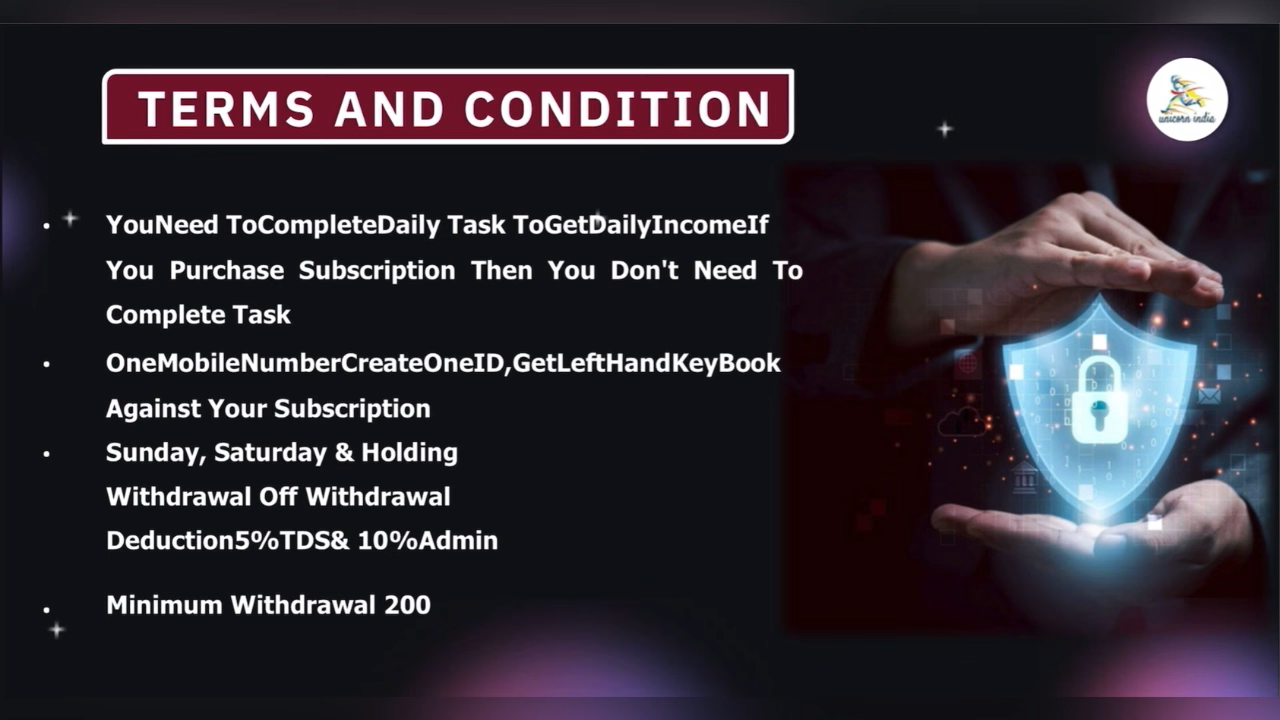 TERMS AND CONDITION
unicorn india
YouNeed ToCompleteDaily Task ToGetDailyIncomeIf
You Purchase Subscription Then You Don't Need To
Complete Task
OneMobileNumberCreateOneID,GetLeftHandKeyBook
Against Your Subscription
Sunday, Saturday & Holding
Withdrawal Off Withdrawal
Deduction5%TDS& 10%Admin
Minimum Withdrawal 200